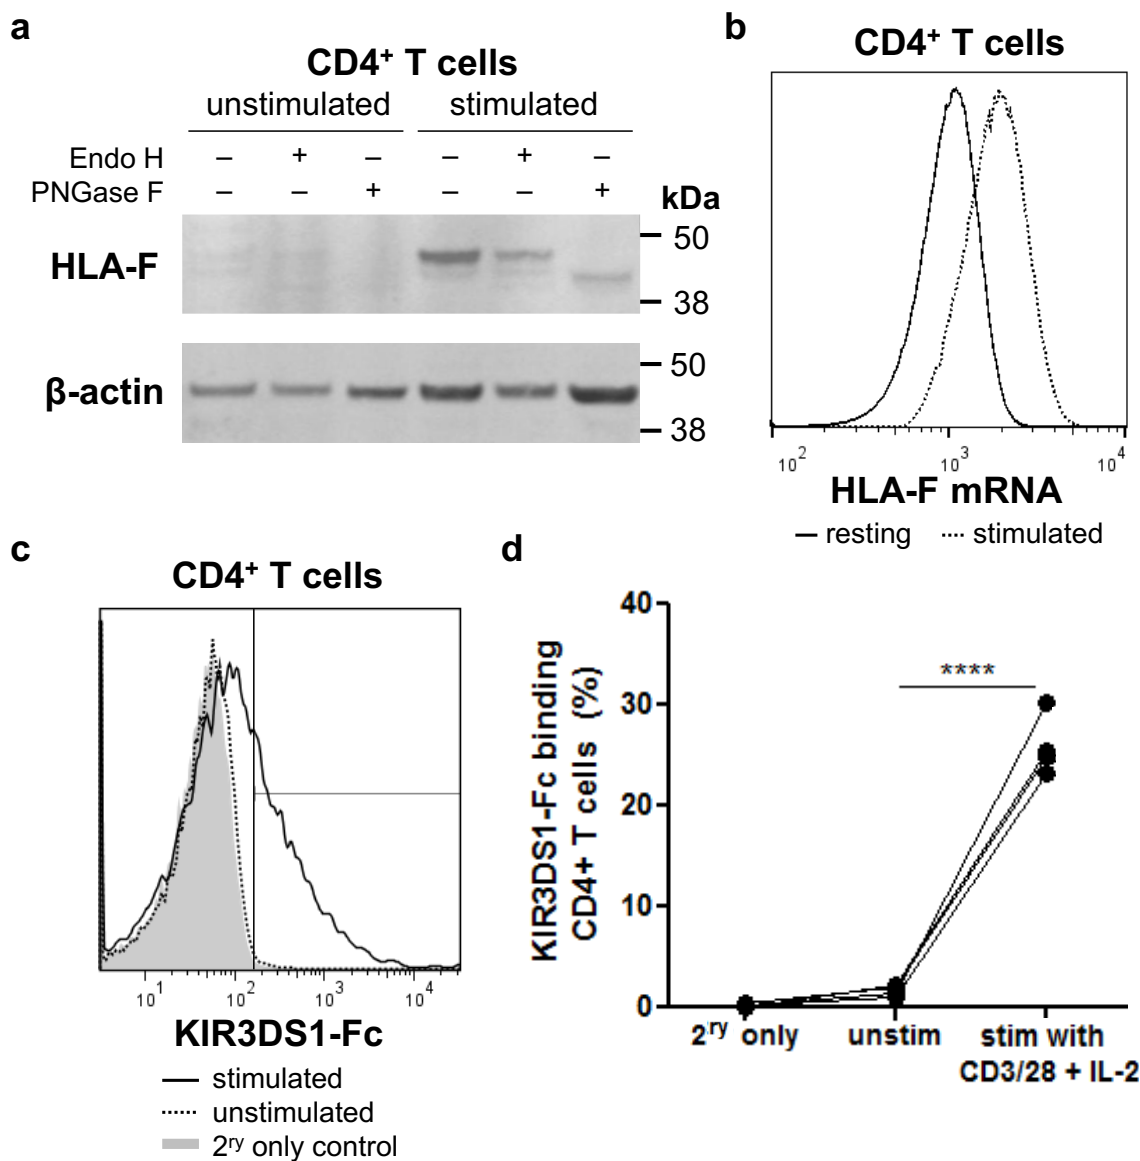 a
CD4⁺ T cells
unstimulated stimulated
Endo H – + – – + –
PNGase F – – + – – +
kDa
HLA-F
50
38
β-actin
50
38
b
CD4⁺ T cells
10² 10³ 10⁴
HLA-F mRNA
resting stimulated
c
CD4⁺ T cells
10¹ 10² 10³ 10⁴
KIR3DS1-Fc
stimulated
unstimulated
2ʳʸ only control
d
KIR3DS1-Fc binding
CD4+ T cells (%)
40
30
20
10
0
****
2ʳʸ only unstim stim with
CD3/28 + IL-2